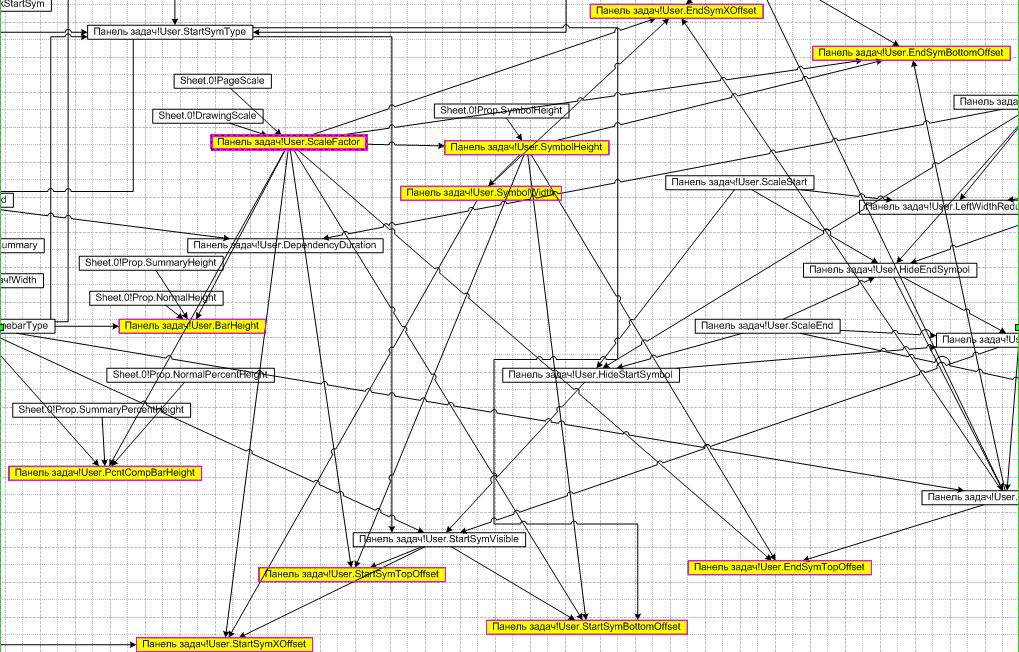 kStartSym
Панель задач!User.EndSymXOffset
Панель задач!User.StartSymType
Панель задач!User.EndSymBottomOffset
Sheet.0!PageScale
Панель зада
Sheet.0!DrawingScale
Sheet.0!Prop.SymbolHeight
Панель задач!User.ScaleFactor
Панель задач!User.SymbolHeight
Панель задач!User.ScaleStart
Панель задач!User.SymbolWidth
d
Панель задач!User.LeftWidthRedu
ummary
Панель задач!User.DependencyDuration
Sheet.0!Prop.SummaryHeight
Панель задач!User.HideEndSymbol
ач!Width
Sheet.0!Prop.NormalHeight
nebarType
Панель задач!User.BarHeight
Панель задач!User.ScaleEnd
Панель задач!Us
Sheet.0!Prop.NormalPercentHeight
Панель задач!User.HideStartSymbol
Sheet.0!Prop.SummaryPercentHeight
Панель задач!User.PcntCompBarHeight
Панель задач!User.
Панель задач!User.StartSymVisible
Панель задач!User.EndSymTopOffset
Панель задач!User.StartSymTopOffset
Панель задач!User.StartSymBottomOffset
Панель задач!User.StartSymXOffset